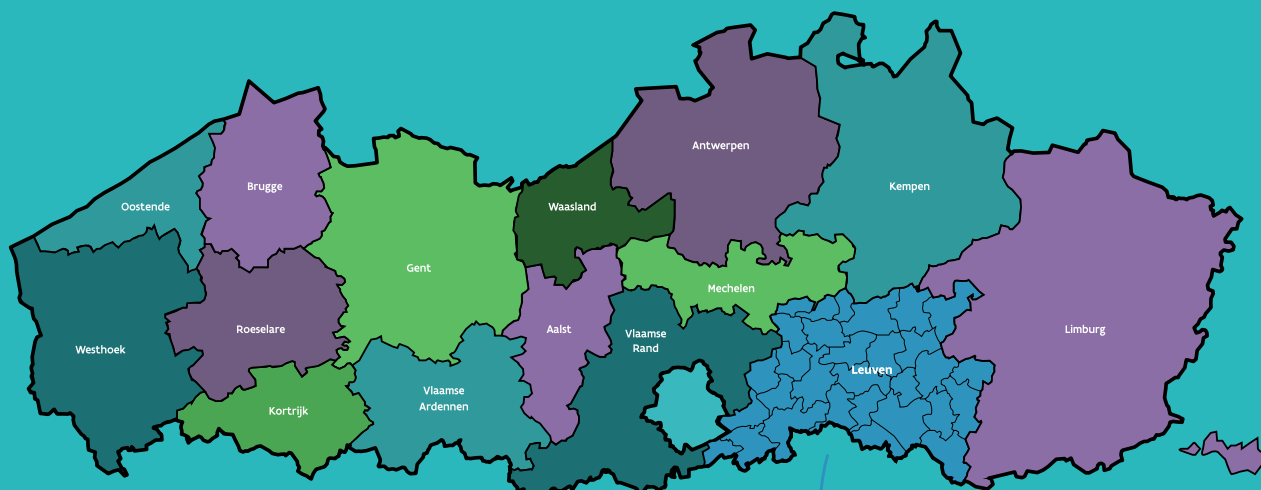 Antwerpen
Brugge
Kempen
Oostende
Waasland
Gent
Mechelen
Roeselare
Aalst
Vlaamse
Rand
Limburg
Westhoek
Leuven
Vlaamse
Ardennen
Kortrijk